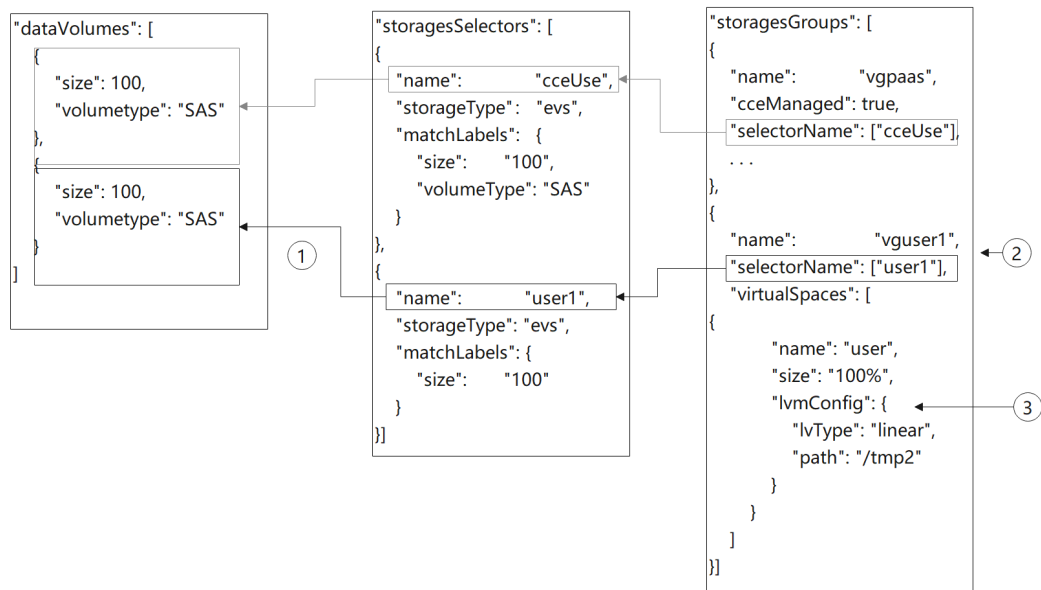 "dataVolumes": [
{
"size": 100,
"volumetype": "SAS"
},
{
"size": 100,
"volumetype": "SAS"
}
]
1
"storagesSelectors": [
{
"name": "cceUse",
"storageType": "evs",
"matchLabels": {
"size": "100",
"volumeType": "SAS"
}
},
{
"name": "user1",
"storageType": "evs",
"matchLabels": {
"size": "100"
}
}]
"storagesGroups": [
{
"name": "vgpaas",
"cceManaged": true,
"selectorName": ["cceUse"],
. . .
},
{
"name": "vguser1",
"selectorName": ["user1"],
"virtualSpaces": [
{
"name": "user",
"size": "100%",
"lvmConfig": {
"lvType": "linear",
"path": "/tmp2"
}
}
]
}]
2
3